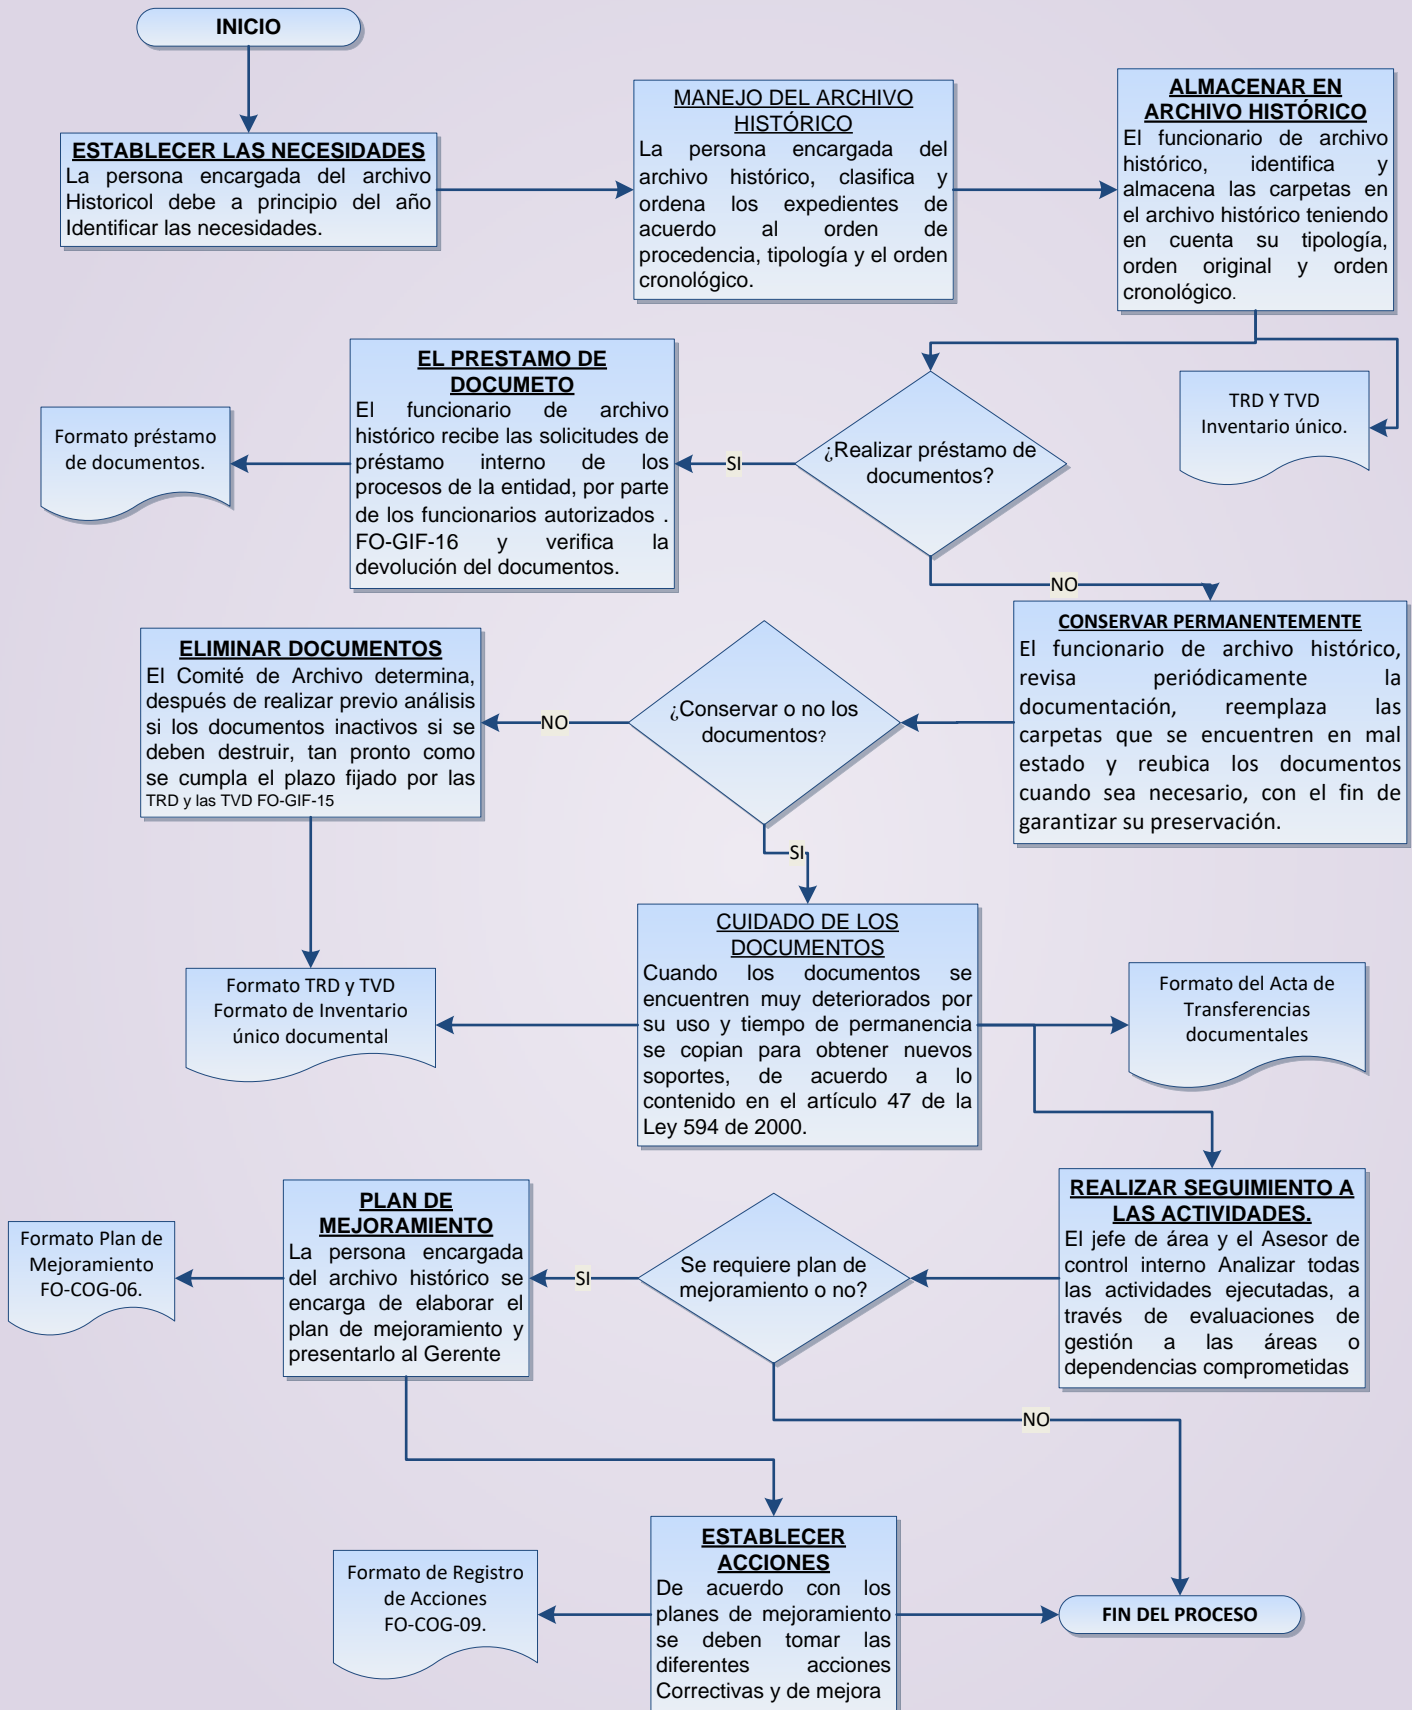 INICIO
ESTABLECER LAS NECESIDADES
La persona encargada del archivo
Historicol debe a principio del año
Identificar las necesidades.
MANEJO DEL ARCHIVO
HISTÓRICO
La persona encargada del
archivo histórico, clasifica y
ordena los expedientes de
acuerdo al orden de
procedencia, tipología y el orden
cronológico.
ALMACENAR EN
ARCHIVO HISTÓRICO
El funcionario de archivo
histórico, identifica y
almacena las carpetas en
el archivo histórico teniendo
en cuenta su tipología,
orden original y orden
cronológico.
TRD Y TVD
Inventario único.
¿Realizar préstamo de
documentos?
SI
EL PRESTAMO DE
DOCUMETO
El funcionario de archivo
histórico recibe las solicitudes de
préstamo interno de los
procesos de la entidad, por parte
de los funcionarios autorizados .
FO-GIF-16 y verifica la
devolución del documentos.
Formato préstamo
de documentos.
NO
CONSERVAR PERMANENTEMENTE
El funcionario de archivo histórico,
revisa periódicamente la
documentación, reemplaza las
carpetas que se encuentren en mal
estado y reubica los documentos
cuando sea necesario, con el fin de
garantizar su preservación.
¿Conservar o no los
documentos?
NO
ELIMINAR DOCUMENTOS
El Comité de Archivo determina,
después de realizar previo análisis
si los documentos inactivos si se
deben destruir, tan pronto como
se cumpla el plazo fijado por las
TRD y las TVD FO-GIF-15
SI
CUIDADO DE LOS
DOCUMENTOS
Cuando los documentos se
encuentren muy deteriorados por
su uso y tiempo de permanencia
se copian para obtener nuevos
soportes, de acuerdo a lo
contenido en el artículo 47 de la
Ley 594 de 2000.
Formato TRD y TVD
Formato de Inventario
único documental
Formato del Acta de
Transferencias
documentales
REALIZAR SEGUIMIENTO A
LAS ACTIVIDADES.
El jefe de área y el Asesor de
control interno Analizar todas
las actividades ejecutadas, a
través de evaluaciones de
gestión a las áreas o
dependencias comprometidas
Se requiere plan de
mejoramiento o no?
SI
PLAN DE
MEJORAMIENTO
La persona encargada
del archivo histórico se
encarga de elaborar el
plan de mejoramiento y
presentarlo al Gerente
Formato Plan de
Mejoramiento
FO-COG-06.
NO
ESTABLECER
ACCIONES
De acuerdo con los
planes de mejoramiento
se deben tomar las
diferentes acciones
Correctivas y de mejora
Formato de Registro
de Acciones
FO-COG-09.
FIN DEL PROCESO